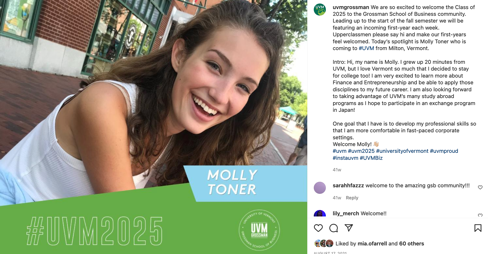 MOLLY
TONER
#UVM2025
UVM
GROSSMAN
uvmgrossman We are so excited to welcome the Class of
2025 to the Grossman School of Business community.
Leading up to the start of the fall semester we will be
featuring an incoming first-year each week.
Upperclassmen please say hi and make our first-years
feel welcomed. Today's spotlight is Molly Toner who is
coming to #UVM from Milton, Vermont.
Intro: Hi, my name is Molly. I grew up 20 minutes from
UVM, but I love Vermont so much that I decided to stay
for college too! I am very excited to learn more about
Finance and Entrepreneurship and be able to apply those
disciplines to my future career. I am also looking forward
to taking advantage of UVM's many study abroad
programs as I hope to participate in an exchange program
in Japan!
One goal that I have is to develop my professional skills so
that I am more comfortable in fast-paced corporate
settings.
Welcome Molly! 👋🏼
#uvm #uvm2025 #universityofvermont #uvmproud
#instauvm #UVMBiz
41w
sarahhfazzz welcome to the amazing gsb community!!!
41w Reply
lily_merch Welcome!!
Liked by mia.ofarrell and 60 others